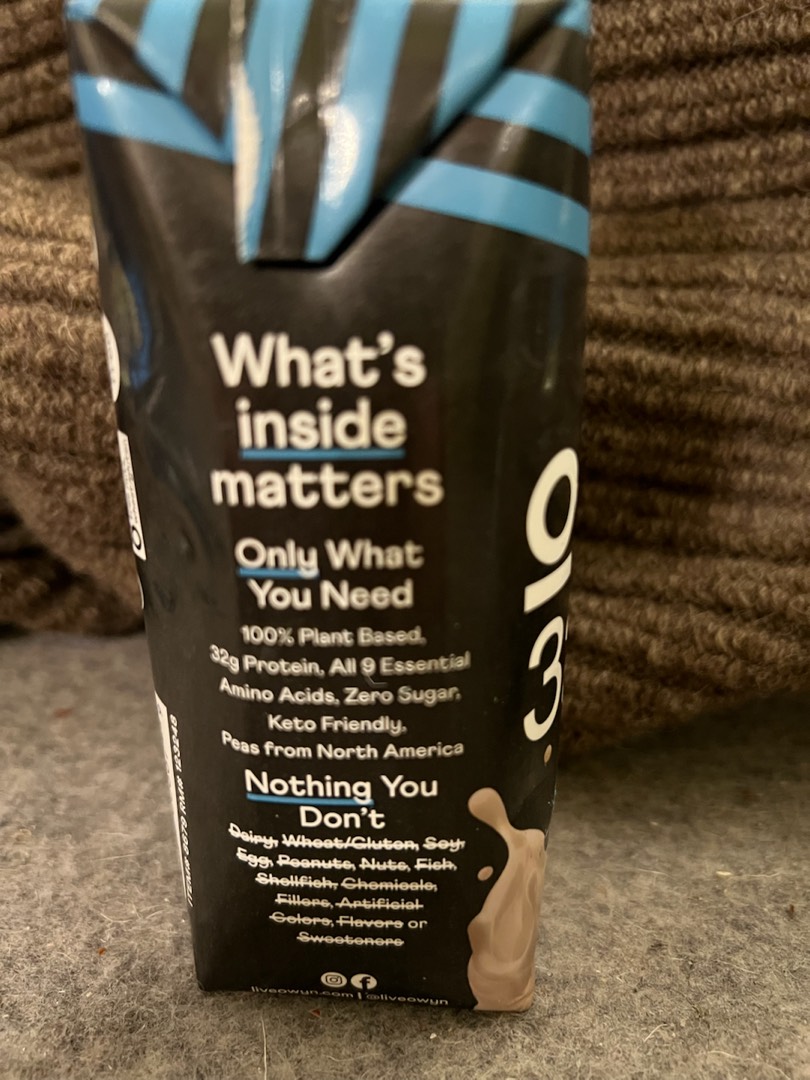 What's
inside
matters
Only What
You Need
100% Plant Based,
32g Protein, All 9 Essential
Amino Acids, Zero Sugar,
Keto Friendly,
Peas from North America
Nothing You
Don't
Dairy, Wheat/Gluten, Soy,
Egg, Peanuts, Nuts, Fish,
Shellfish, Chemicals,
Fillers, Artificial
Colors, Flavors or
Sweeteners
liveowyn.com | @liveowyn